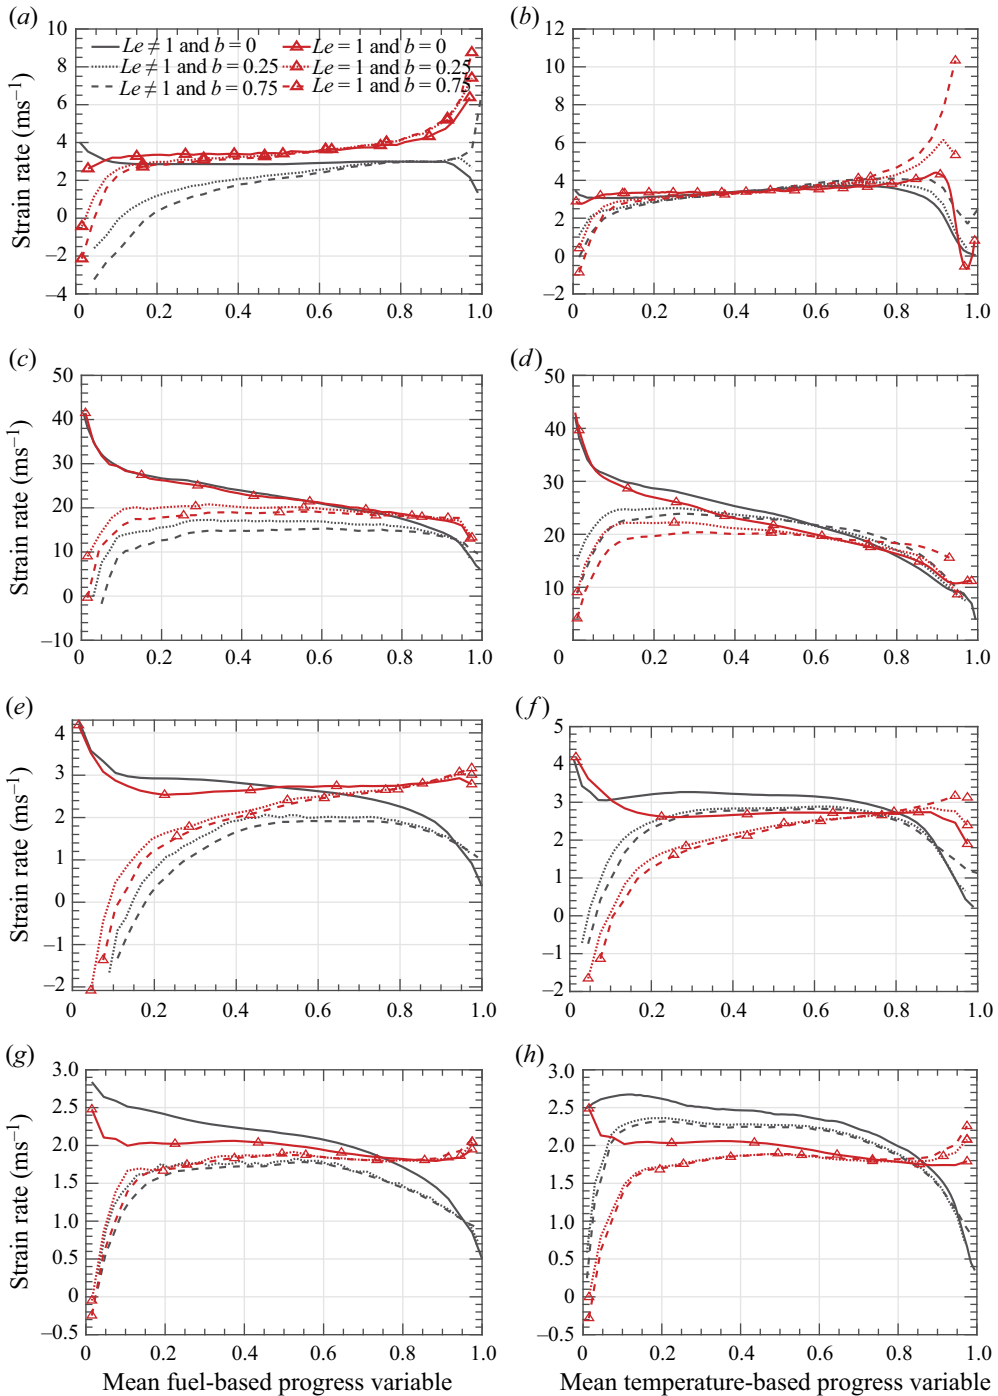 (a)
(b)
10
8
6
4
2
0
–2
–4
Strain rate (ms−1)
Le ≠ 1 and b = 0
Le ≠ 1 and b = 0.25
Le ≠ 1 and b = 0.75
Le = 1 and b = 0
Le = 1 and b = 0.25
Le = 1 and b = 0.75
0 0.2 0.4 0.6 0.8 1.0
12
10
8
6
4
2
0
–2
0 0.2 0.4 0.6 0.8 1.0
(c)
(d)
50
40
30
20
10
0
–10
Strain rate (ms−1)
0 0.2 0.4 0.6 0.8 1.0
50
40
30
20
10
0 0.2 0.4 0.6 0.8 1.0
(e)
(f)
4
3
2
1
0
–1
–2
Strain rate (ms−1)
0 0.2 0.4 0.6 0.8 1.0
5
4
3
2
1
0
–1
–2
0 0.2 0.4 0.6 0.8 1.0
(g)
(h)
3.0
2.5
2.0
1.5
1.0
0.5
0
–0.5
Strain rate (ms−1)
0 0.2 0.4 0.6 0.8 1.0
Mean fuel-based progress variable
3.0
2.5
2.0
1.5
1.0
0.5
0
–0.5
0 0.2 0.4 0.6 0.8 1.0
Mean temperature-based progress variable